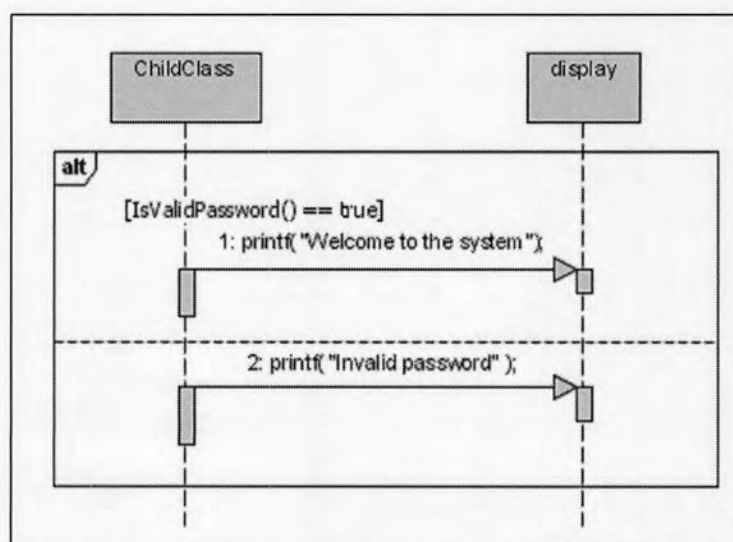 ChildClass
display
alt
[IsValidPassword() == true]
1: printf( "Welcome to the system");
2: printf( "Invalid password" );